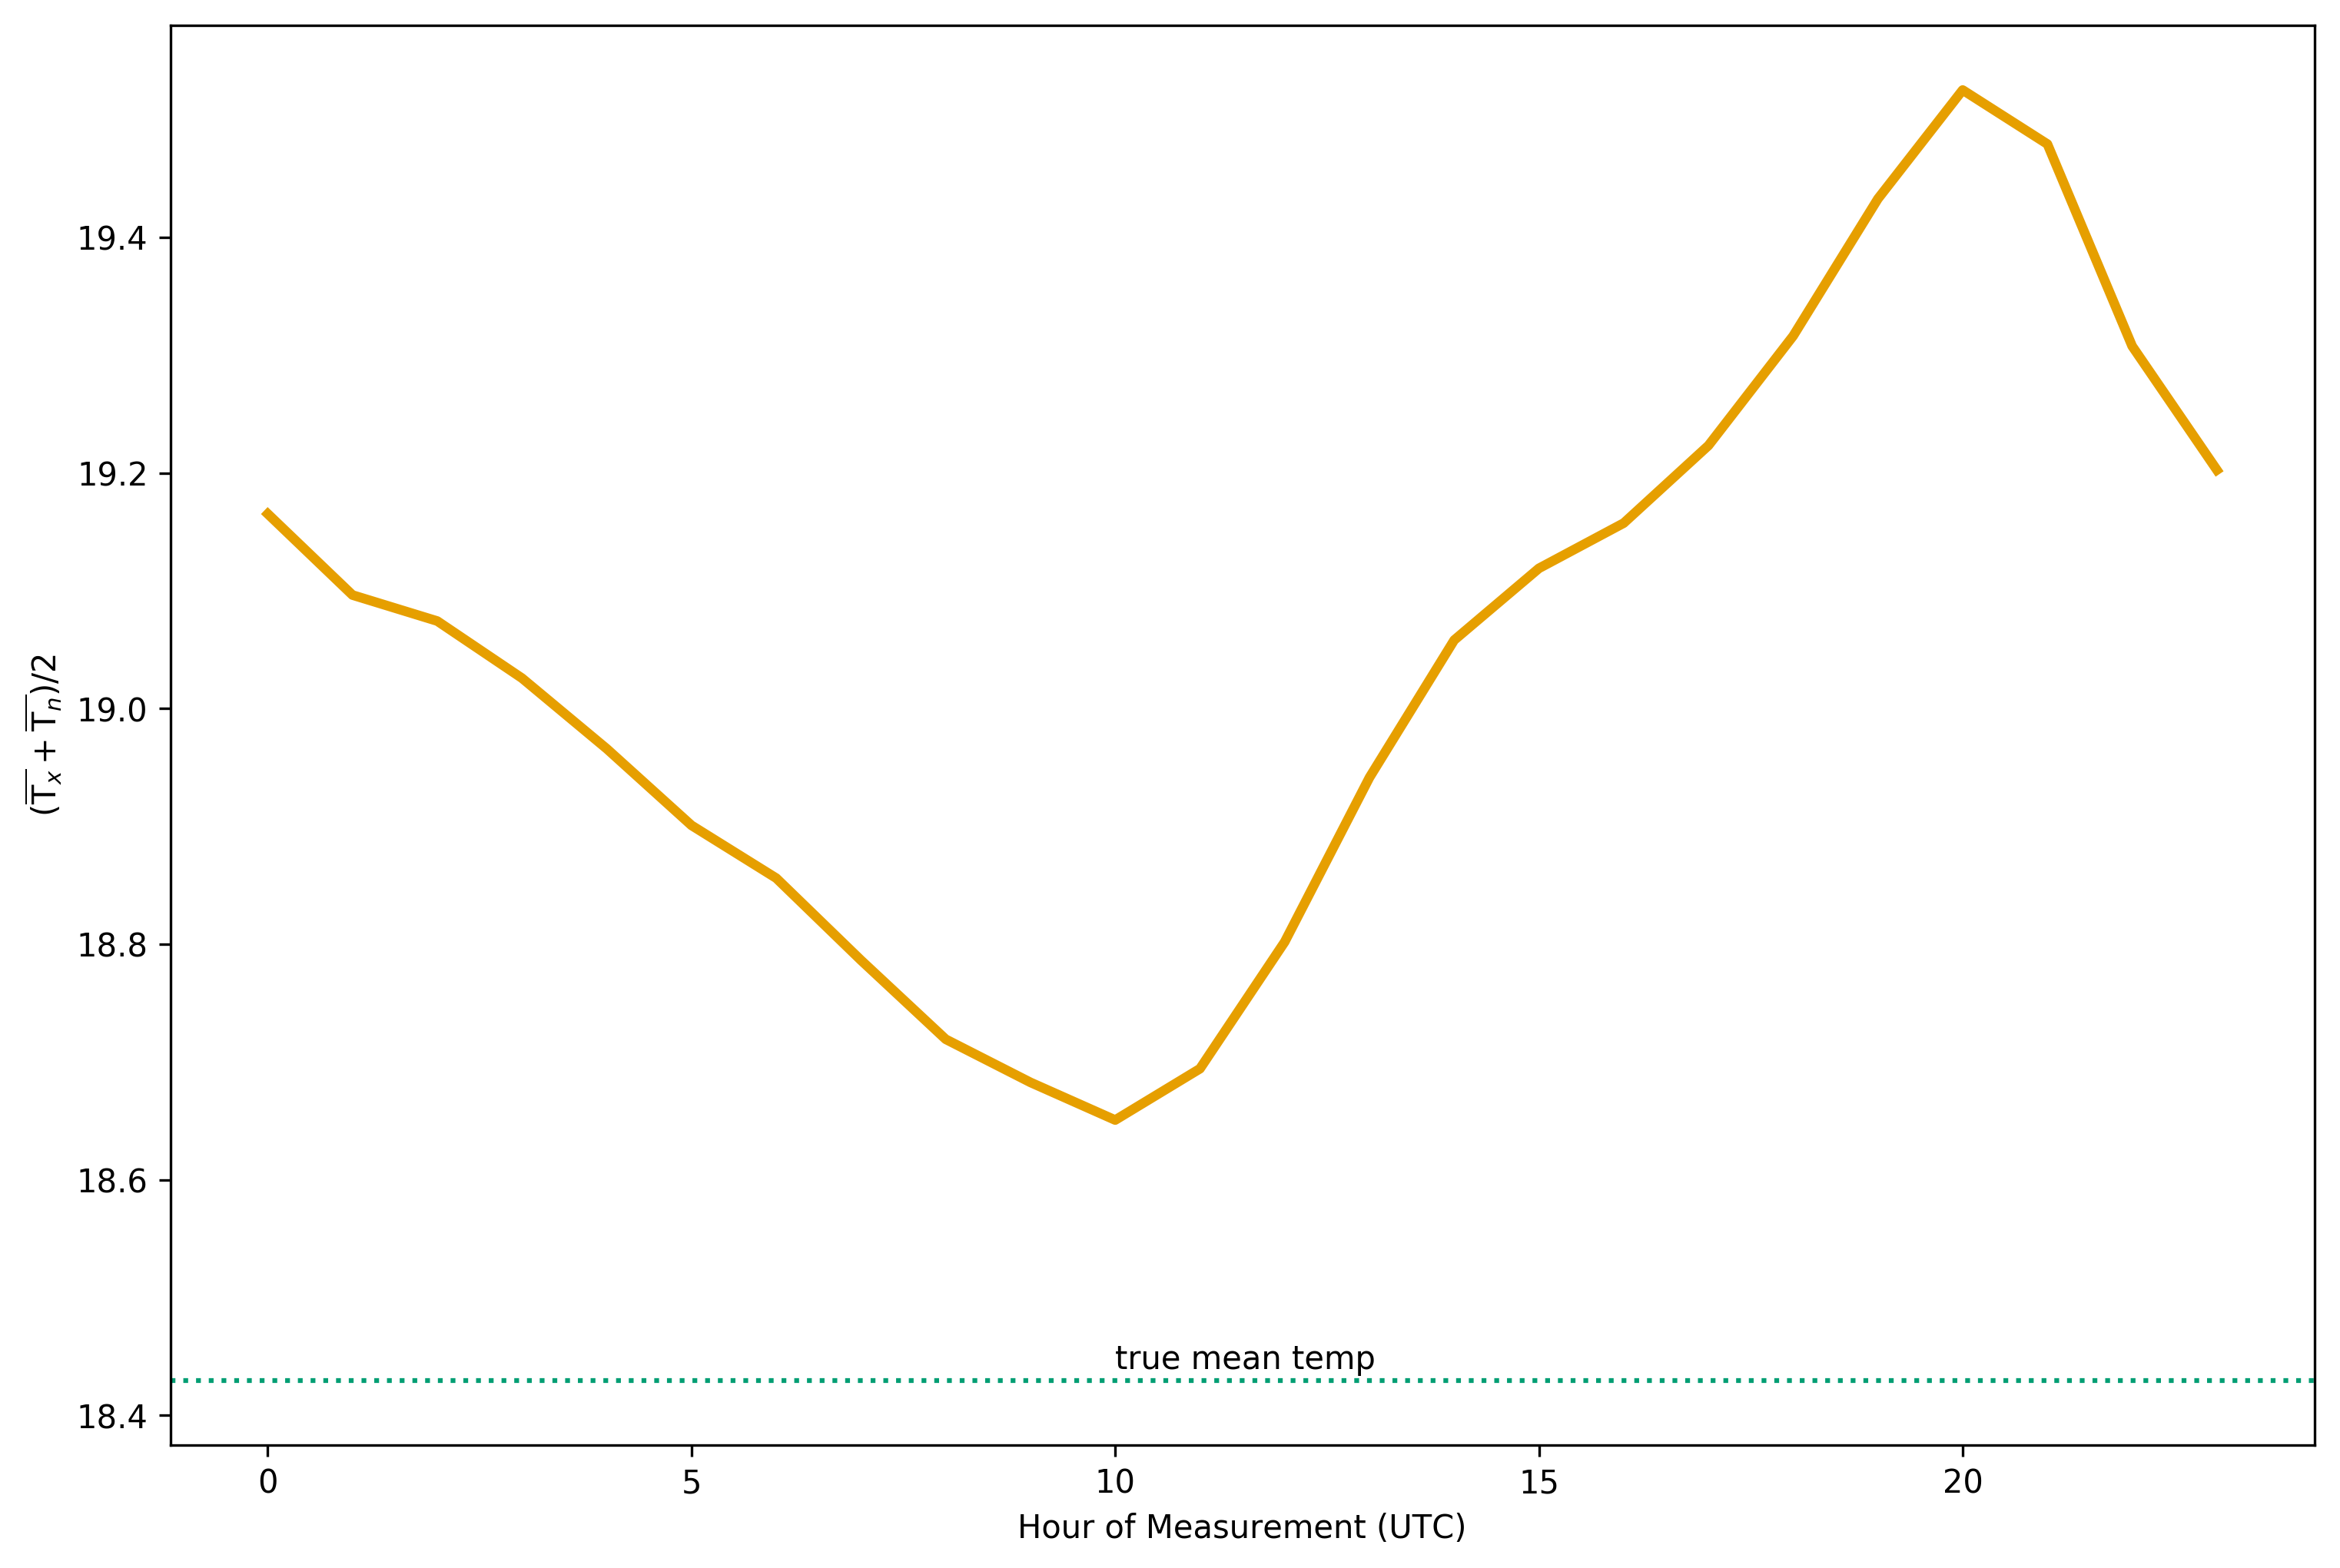 (T̅ₓ + T̅ₙ)/2
19.4
19.2
19.0
18.8
18.6
18.4
true mean temp
0 5 10 15 20
Hour of Measurement (UTC)